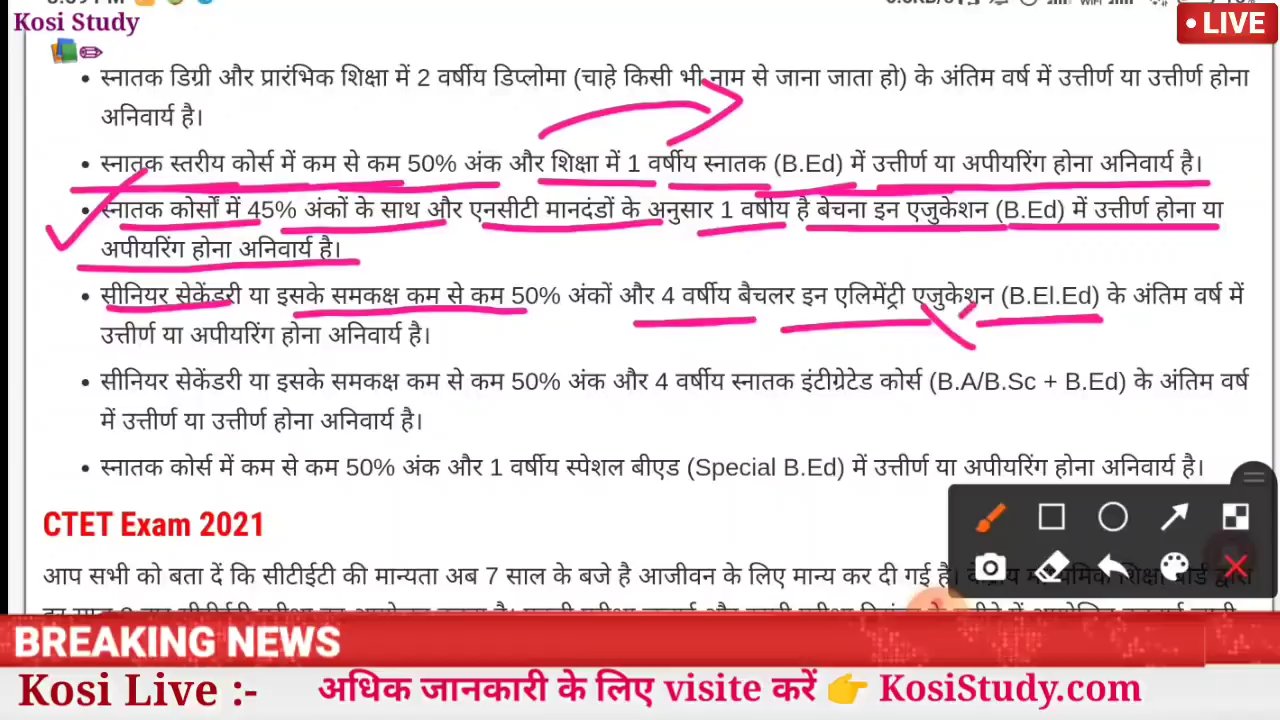 Kosi Study
LIVE
स्नातक डिग्री और प्रारंभिक शिक्षा में 2 वर्षीय डिप्लोमा (चाहे किसी भी नाम से जाना जाता हो) के अंतिम वर्ष में उत्तीर्ण या उत्तीर्ण होना
अनिवार्य है।
स्नातक स्तरीय कोर्स में कम से कम 50% अंक और शिक्षा में 1 वर्षीय स्नातक (B.Ed) में उत्तीर्ण या अपीयरिंग होना अनिवार्य है।
स्नातक कोर्सों में 45% अंकों के साथ और एनसीटी मानदंडों के अनुसार 1 वर्षीय है बेचना इन एजुकेशन (B.Ed) में उत्तीर्ण होना या
अपीयरिंग होना अनिवार्य है।
सीनियर सेकेंडरी या इसके समकक्ष कम से कम 50% अंकों और 4 वर्षीय बैचलर इन एलिमेंट्री एजुकेशन (B.El.Ed) के अंतिम वर्ष में
उत्तीर्ण या अपीयरिंग होना अनिवार्य है।
सीनियर सेकेंडरी या इसके समकक्ष कम से कम 50% अंक और 4 वर्षीय स्नातक इंटीग्रेटेड कोर्स (B.A/B.Sc + B.Ed) के अंतिम वर्ष
में उत्तीर्ण या उत्तीर्ण होना अनिवार्य है।
स्नातक कोर्स में कम से कम 50% अंक और 1 वर्षीय स्पेशल बीएड (Special B.Ed) में उत्तीर्ण या अपीयरिंग होना अनिवार्य है।
CTET Exam 2021
आप सभी को बता दें कि सीटीईटी की मान्यता अब 7 साल के बजे है आजीवन के लिए मान्य कर दी गई है। शिक्षा
BREAKING NEWS
Kosi Live :- अधिक जानकारी के लिए visite करें 👉 KosiStudy.com